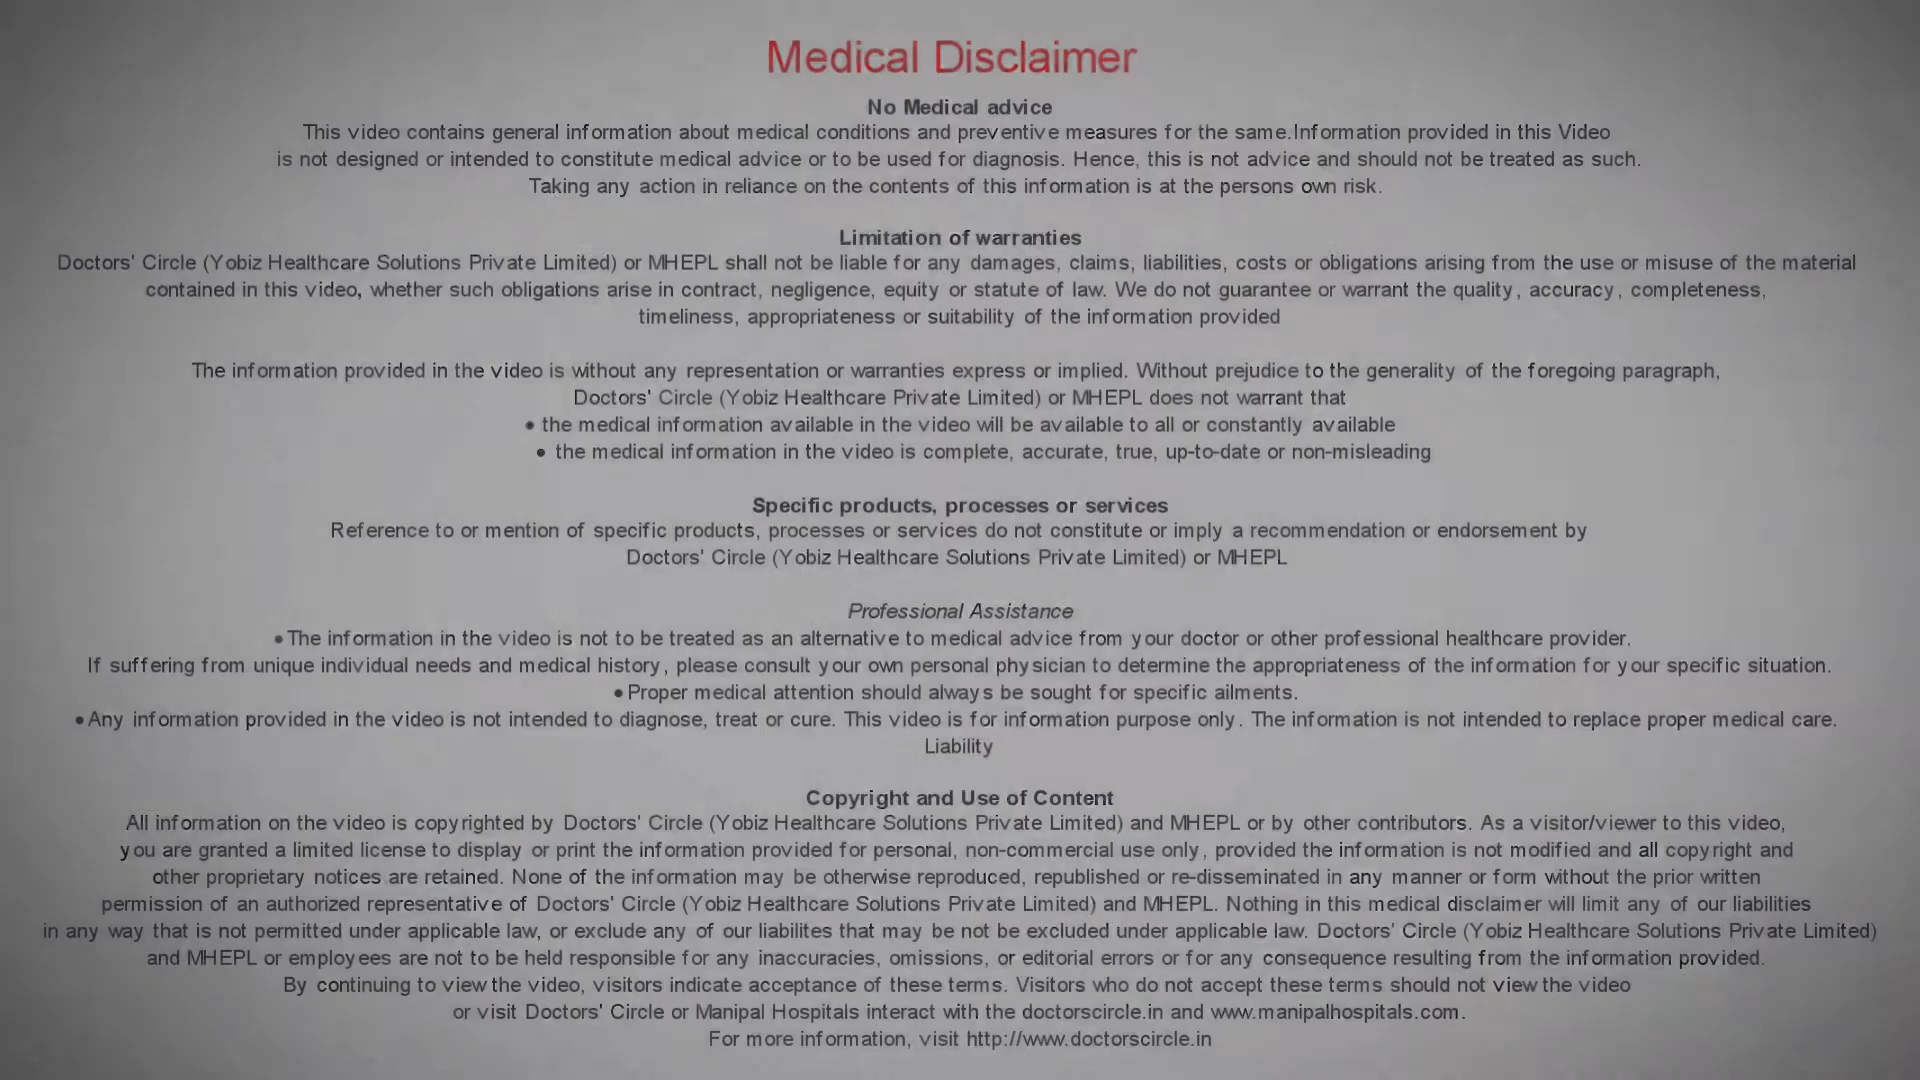 Medical Disclaimer
No Medical advice
This video contains general information about medical conditions and preventive measures for the same.Information provided in this Video
is not designed or intended to constitute medical advice or to be used for diagnosis. Hence, this is not advice and should not be treated as such.
Taking any action in reliance on the contents of this information is at the persons own risk.
Limitation of warranties
Doctors' Circle (Yobiz Healthcare Solutions Private Limited) or MHEPL shall not be liable for any damages, claims, liabilities, costs or obligations arising from the use or misuse of the material
contained in this video, whether such obligations arise in contract, negligence, equity or statute of law. We do not guarantee or warrant the quality, accuracy, completeness,
timeliness, appropriateness or suitability of the information provided
The information provided in the video is without any representation or warranties express or implied. Without prejudice to the generality of the foregoing paragraph,
Doctors' Circle (Yobiz Healthcare Private Limited) or MHEPL does not warrant that
• the medical information available in the video will be available to all or constantly available
• the medical information in the video is complete, accurate, true, up-to-date or non-misleading
Specific products, processes or services
Reference to or mention of specific products, processes or services do not constitute or imply a recommendation or endorsement by
Doctors' Circle (Yobiz Healthcare Solutions Private Limited) or MHEPL
Professional Assistance
•The information in the video is not to be treated as an alternative to medical advice from your doctor or other professional healthcare provider.
If suffering from unique individual needs and medical history, please consult your own personal physician to determine the appropriateness of the information for your specific situation.
•Proper medical attention should always be sought for specific ailments.
•Any information provided in the video is not intended to diagnose, treat or cure. This video is for information purpose only. The information is not intended to replace proper medical care.
Liability
Copyright and Use of Content
All information on the video is copyrighted by Doctors' Circle (Yobiz Healthcare Solutions Private Limited) and MHEPL or by other contributors. As a visitor/viewer to this video,
you are granted a limited license to display or print the information provided for personal, non-commercial use only, provided the information is not modified and all copyright and
other proprietary notices are retained. None of the information may be otherwise reproduced, republished or re-disseminated in any manner or form without the prior written
permission of an authorized representative of Doctors' Circle (Yobiz Healthcare Solutions Private Limited) and MHEPL. Nothing in this medical disclaimer will limit any of our liabilities
in any way that is not permitted under applicable law, or exclude any of our liabilites that may be not be excluded under applicable law. Doctors' Circle (Yobiz Healthcare Solutions Private Limited)
and MHEPL or employees are not to be held responsible for any inaccuracies, omissions, or editorial errors or for any consequence resulting from the information provided.
By continuing to view the video, visitors indicate acceptance of these terms. Visitors who do not accept these terms should not view the video
or visit Doctors' Circle or Manipal Hospitals interact with the doctorscircle.in and www.manipalhospitals.com.
For more information, visit http://www.doctorscircle.in